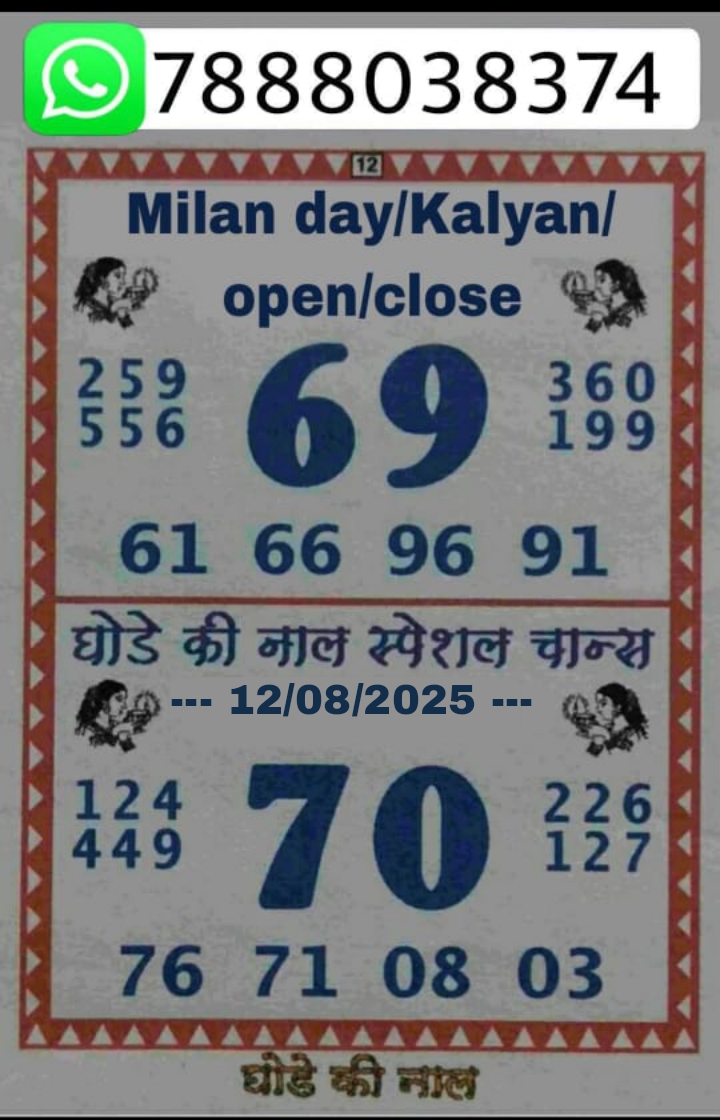 7888038374
12
Milan day/Kalyan/
open/close
259 69 360
556 199
61 66 96 91
घोडे की नाल स्पेशल चान्स
--- 12/08/2025 ---
124 70 226
449 127
76 71 08 03
घोडे की नाल